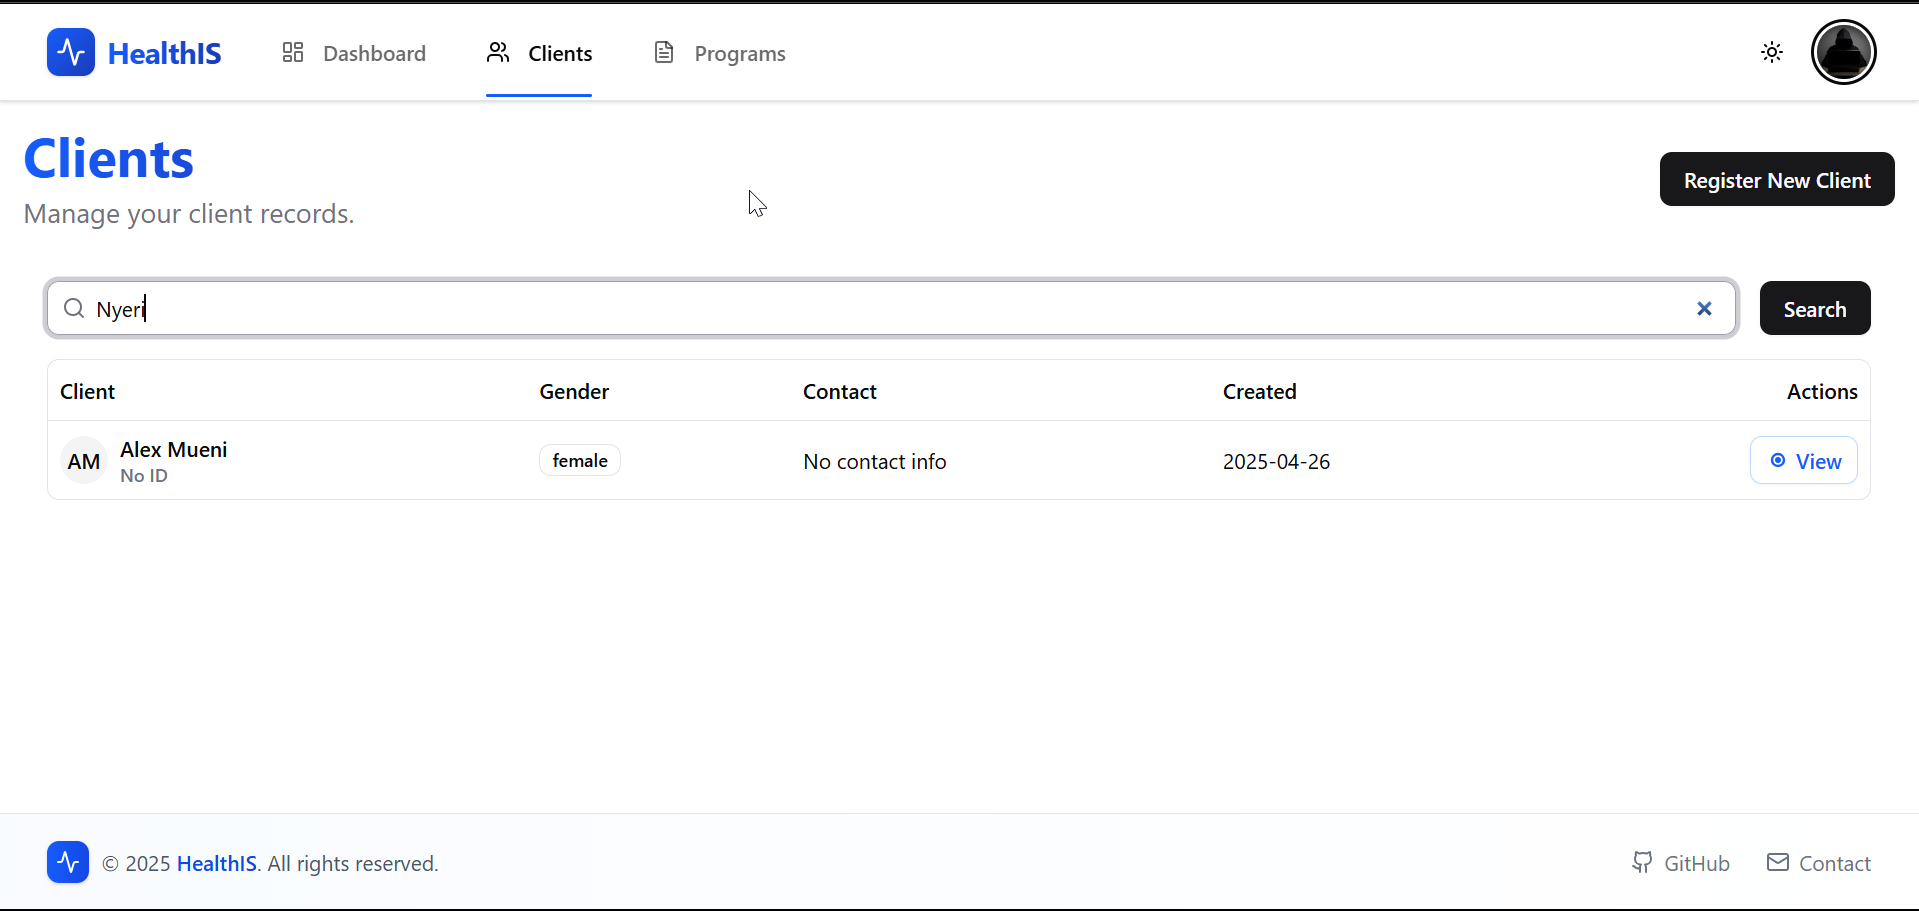 HealthIS
Dashboard
Clients
Programs
Clients
Manage your client records.
Register New Client
Nyeri
Search
Client Gender Contact Created Actions
AM
Alex Mueni
No ID
female
No contact info
2025-04-26
View
© 2025 HealthIS. All rights reserved.
GitHub
Contact